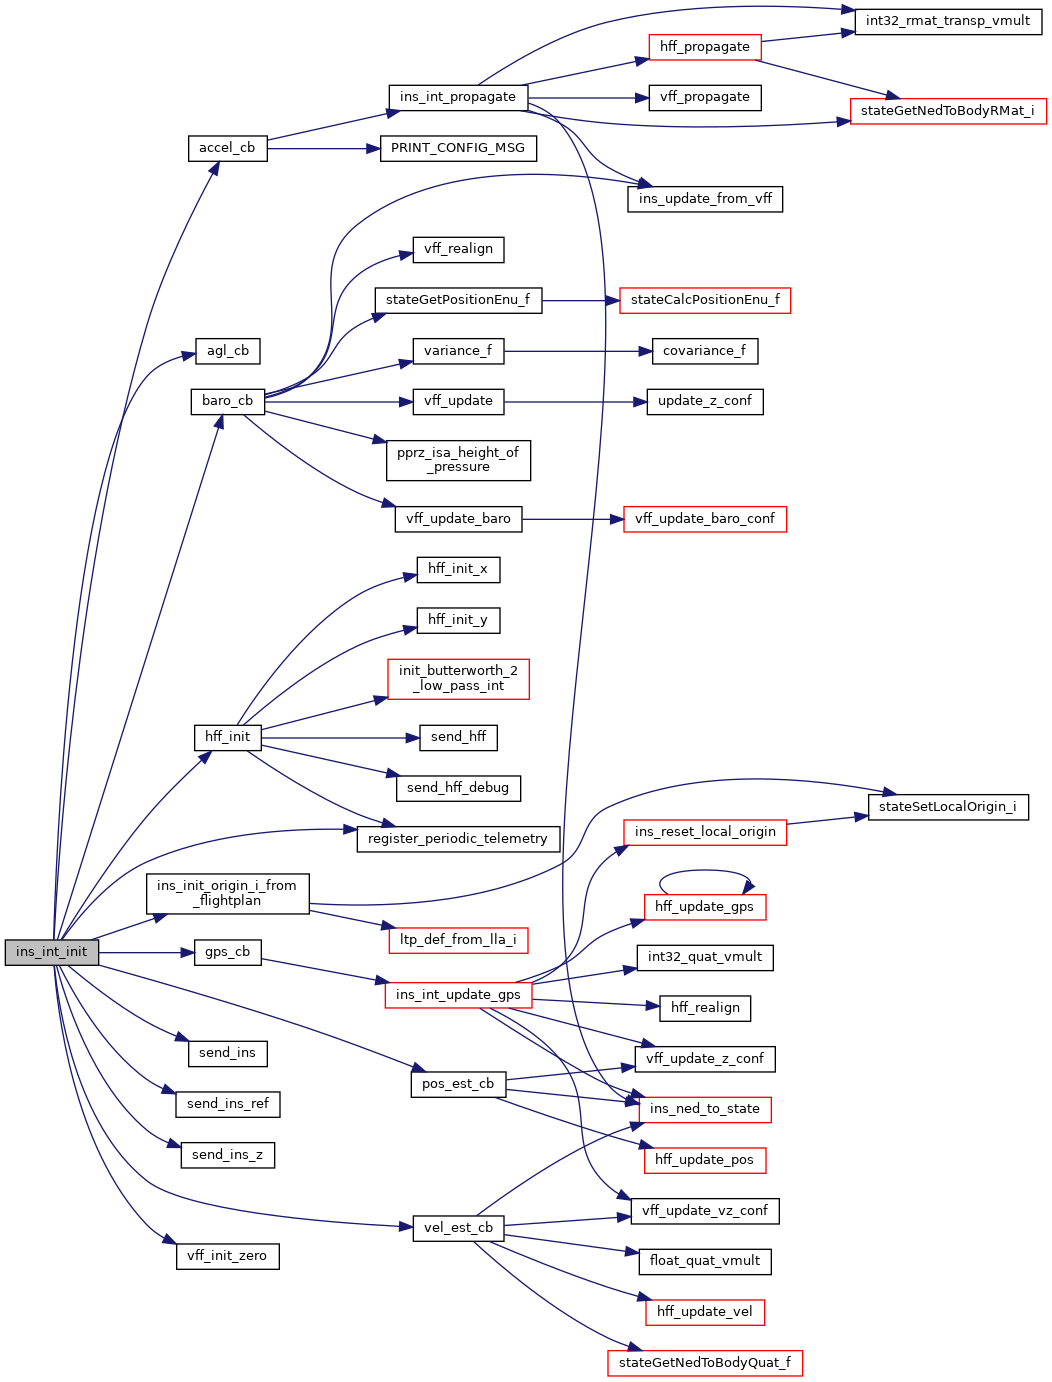 int32_rmat_transp_vmult
hff_propagate
ins_int_propagate
vff_propagate
stateGetNedToBodyRMat_i
accel_cb
PRINT_CONFIG_MSG
ins_update_from_vff
vff_realign
stateGetPositionEnu_f
stateCalcPositionEnu_f
agl_cb
variance_f
covariance_f
baro_cb
vff_update
update_z_conf
pprz_isa_height_of
_pressure
vff_update_baro
vff_update_baro_conf
hff_init_x
hff_init_y
init_butterworth_2
_low_pass_int
hff_init
send_hff
send_hff_debug
stateSetLocalOrigin_i
register_periodic_telemetry
ins_reset_local_origin
ins_init_origin_i_from
_flightplan
hff_update_gps
ltp_def_from_lla_i
ins_int_init
gps_cb
int32_quat_vmult
ins_int_update_gps
hff_realign
send_ins
vff_update_z_conf
pos_est_cb
send_ins_ref
ins_ned_to_state
send_ins_z
hff_update_pos
vff_update_vz_conf
vel_est_cb
vff_init_zero
float_quat_vmult
hff_update_vel
stateGetNedToBodyQuat_f